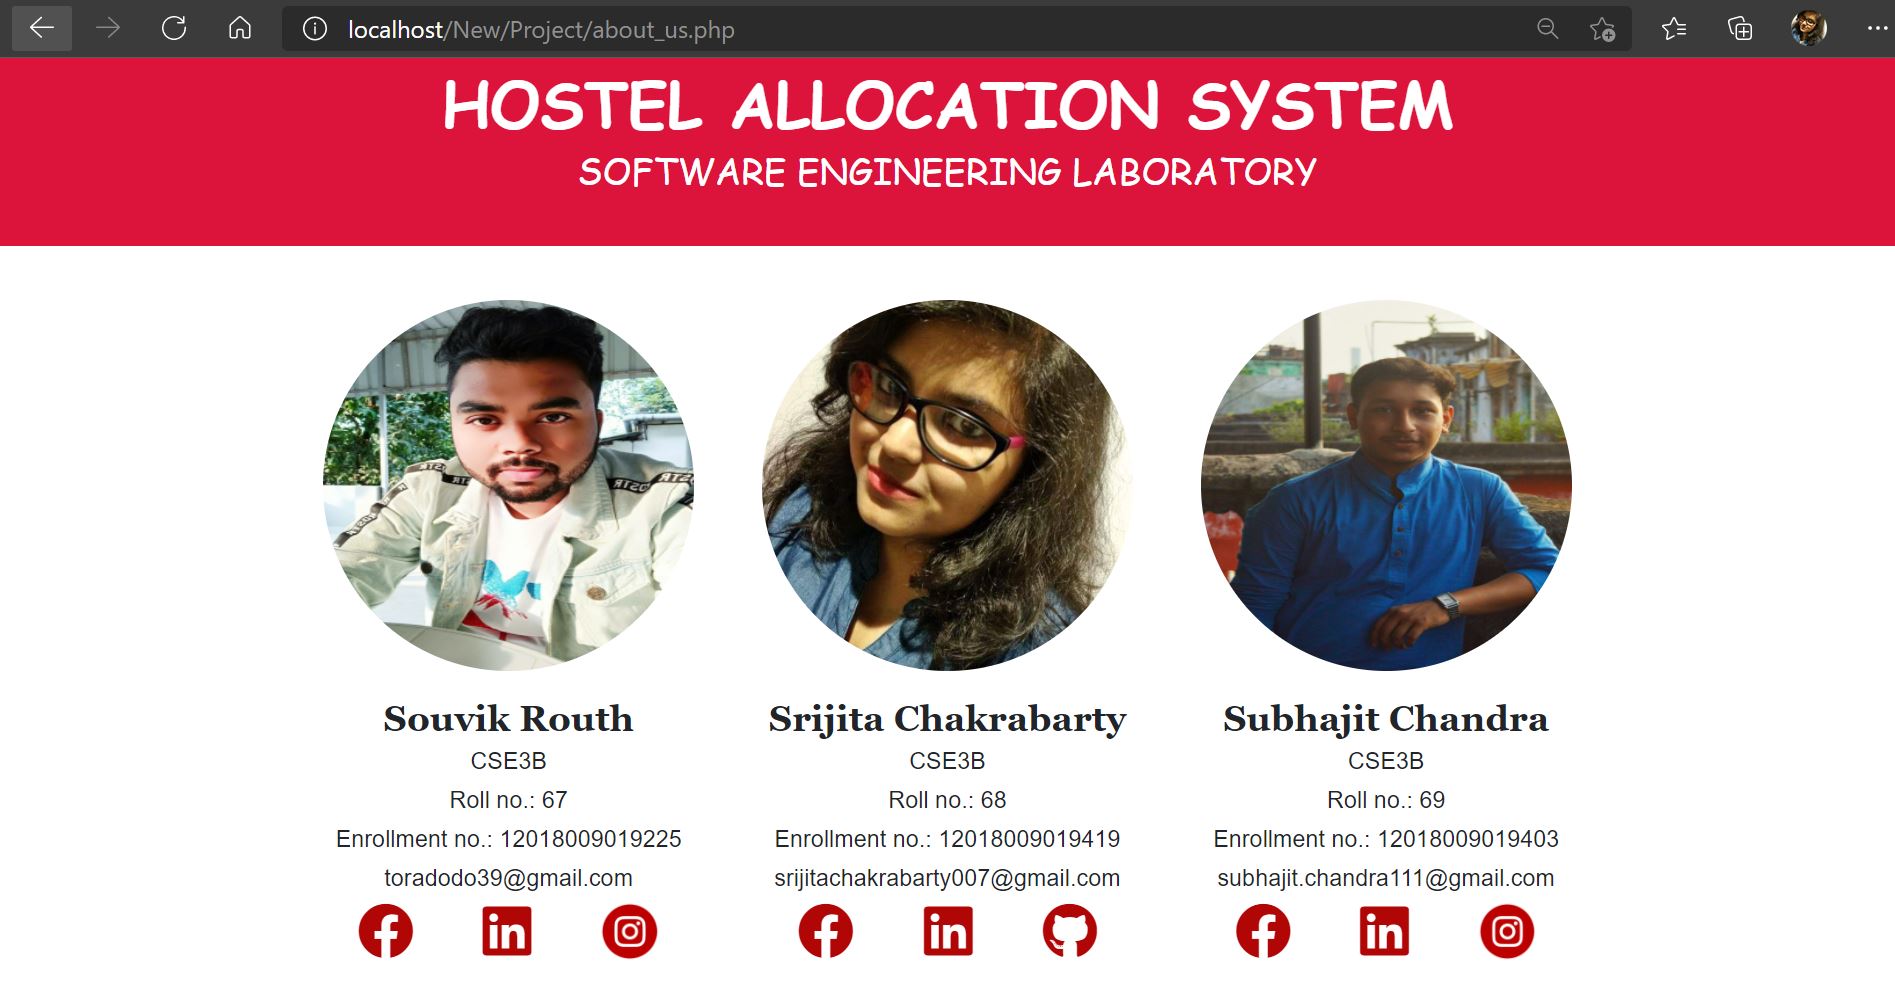 localhost/New/Project/about_us.php
HOSTEL ALLOCATION SYSTEM
SOFTWARE ENGINEERING LABORATORY
Souvik Routh
CSE3B
Roll no.: 67
Enrollment no.: 12018009019225
toradodo39@gmail.com
Srijita Chakrabarty
CSE3B
Roll no.: 68
Enrollment no.: 12018009019419
srijitachakrabarty007@gmail.com
Subhajit Chandra
CSE3B
Roll no.: 69
Enrollment no.: 12018009019403
subhajit.chandra111@gmail.com